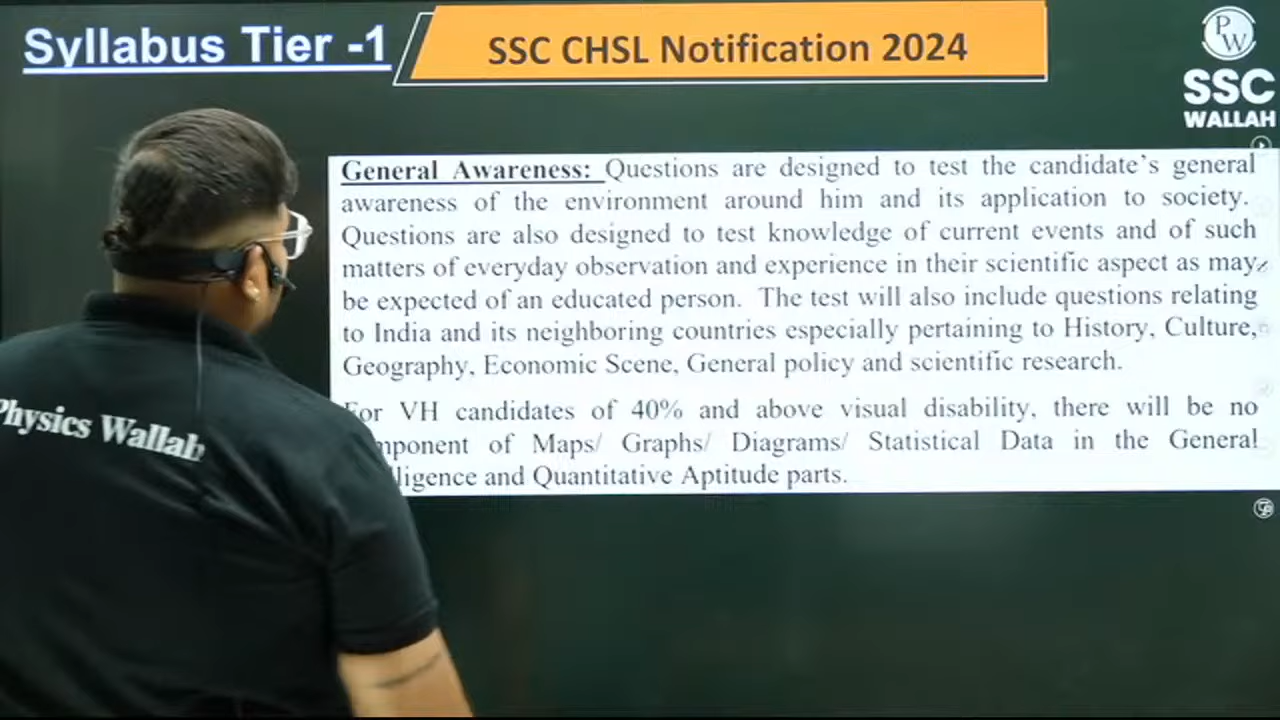 Syllabus Tier -1
SSC CHSL Notification 2024
PW
SSC
WALLAH
General Awareness: Questions are designed to test the candidate's general
awareness of the environment around him and its application to society.
Questions are also designed to test knowledge of current events and of such
matters of everyday observation and experience in their scientific aspect as may
be expected of an educated person. The test will also include questions relating
to India and its neighboring countries especially pertaining to History, Culture,
Geography, Economic Scene, General policy and scientific research.
For VH candidates of 40% and above visual disability, there will be no
mponent of Maps/ Graphs/ Diagrams/ Statistical Data in the General
lligence and Quantitative Aptitude parts.
Physics Wallah